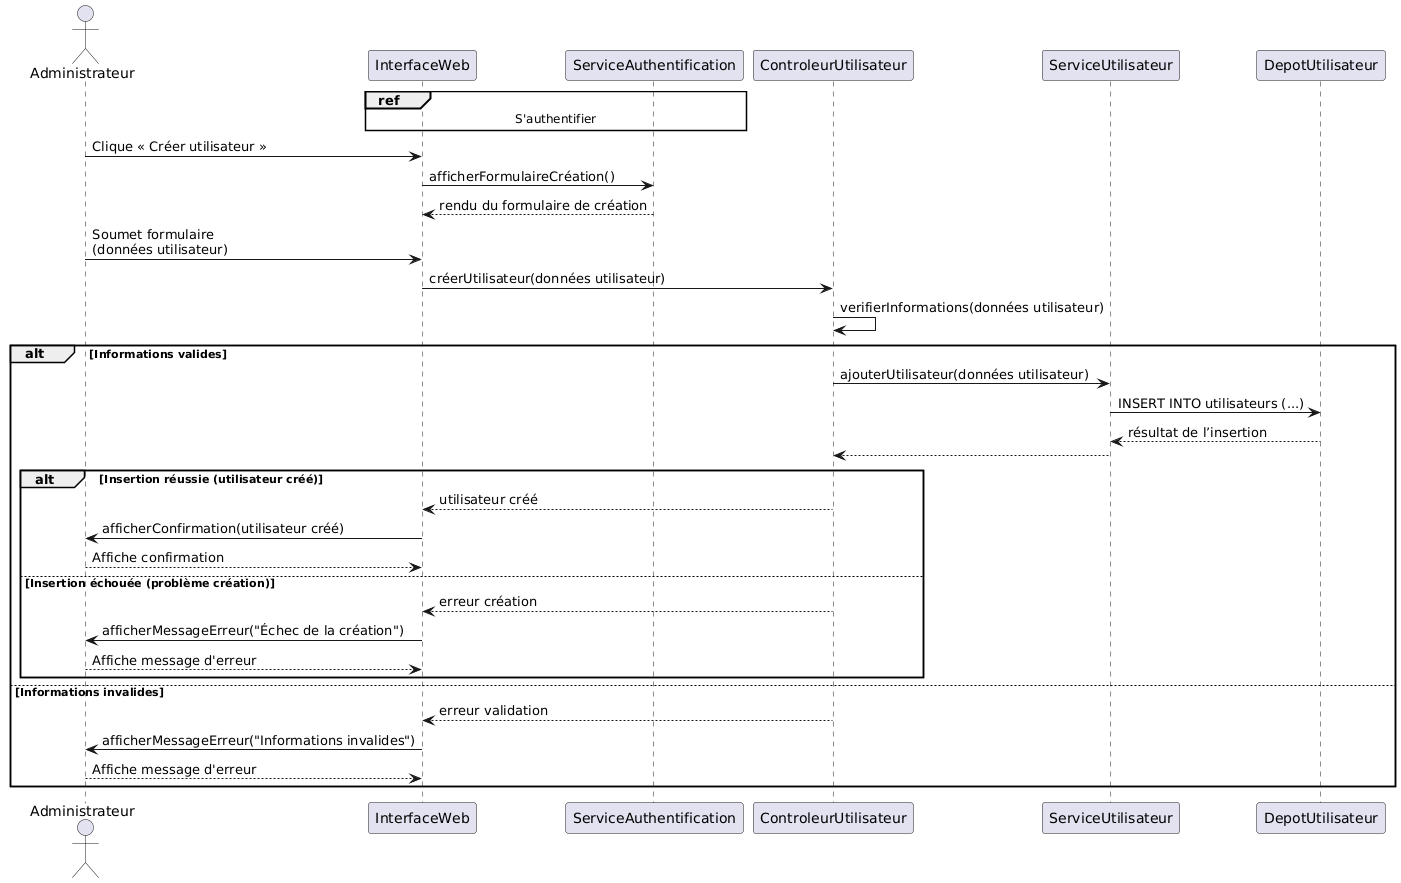 Administrateur
InterfaceWeb
ServiceAuthentification
ControleurUtilisateur
ServiceUtilisateur
DepotUtilisateur
ref
S'authentifier
Clique « Créer utilisateur »
afficherFormulaireCréation()
rendu du formulaire de création
Soumet formulaire
(données utilisateur)
créerUtilisateur(données utilisateur)
verifierInformations(données utilisateur)
alt [Informations valides]
ajouterUtilisateur(données utilisateur)
INSERT INTO utilisateurs (...)
résultat de l’insertion
alt [Insertion réussie (utilisateur créé)]
utilisateur créé
afficherConfirmation(utilisateur créé)
Affiche confirmation
[Insertion échouée (problème création)]
erreur création
afficherMessageErreur("Échec de la création")
Affiche message d'erreur
[Informations invalides]
erreur validation
afficherMessageErreur("Informations invalides")
Affiche message d'erreur
Administrateur
InterfaceWeb
ServiceAuthentification
ControleurUtilisateur
ServiceUtilisateur
DepotUtilisateur